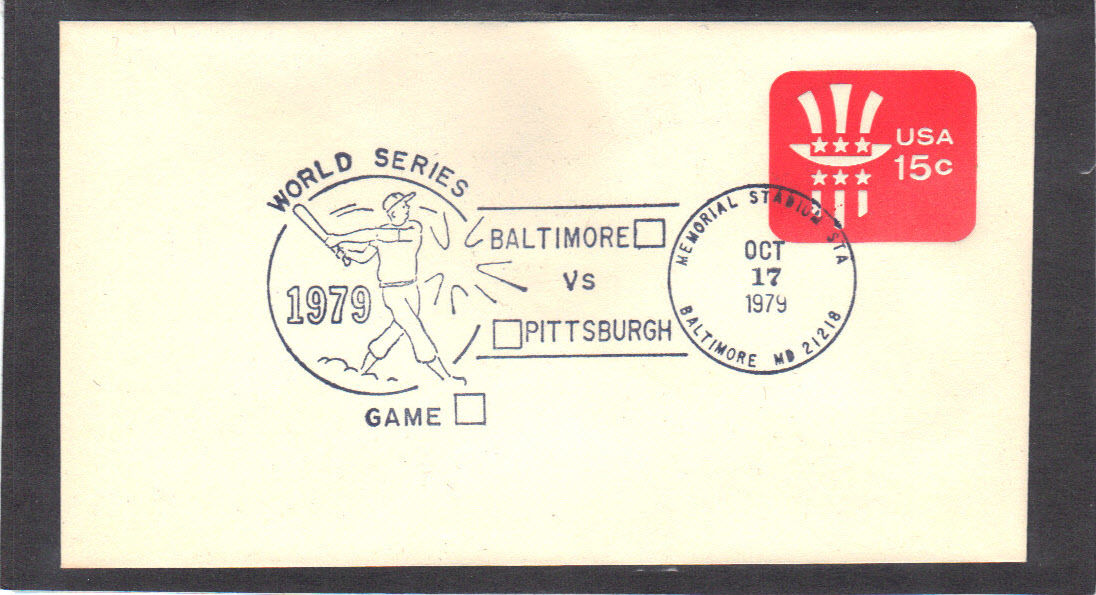 USA
15c
WORLD SERIES
1979
BALTIMORE
VS
PITTSBURGH
GAME
MEMORIAL STADIUM STA
OCT
17
1979
BALTIMORE MD 21218